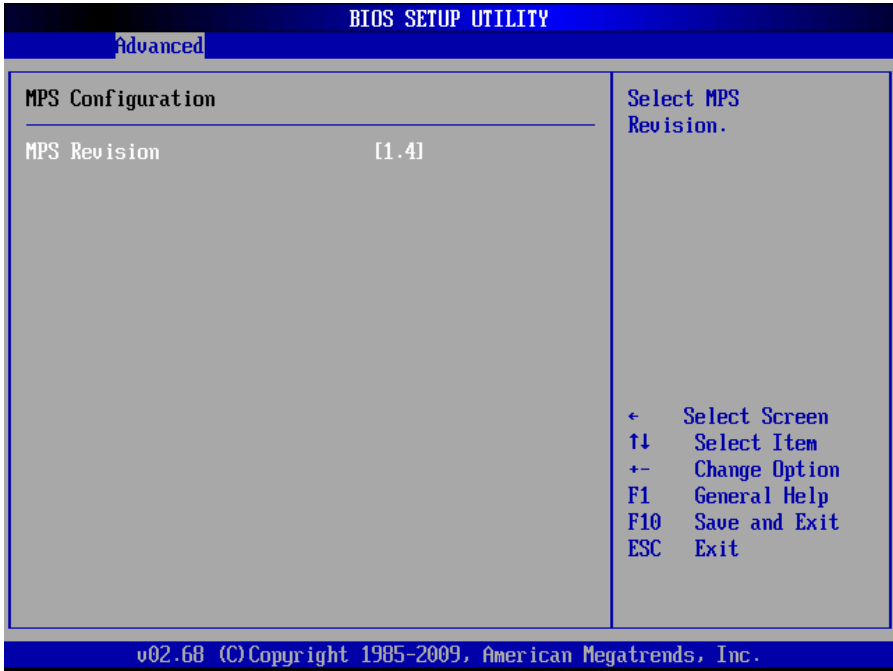 BIOS SETUP UTILITY
Advanced
MPS Configuration
MPS Revision [1.4]
Select MPS
Revision.
← Select Screen
↑↓ Select Item
+- Change Option
F1 General Help
F10 Save and Exit
ESC Exit
v02.68 (C)Copyright 1985-2009, American Megatrends, Inc.